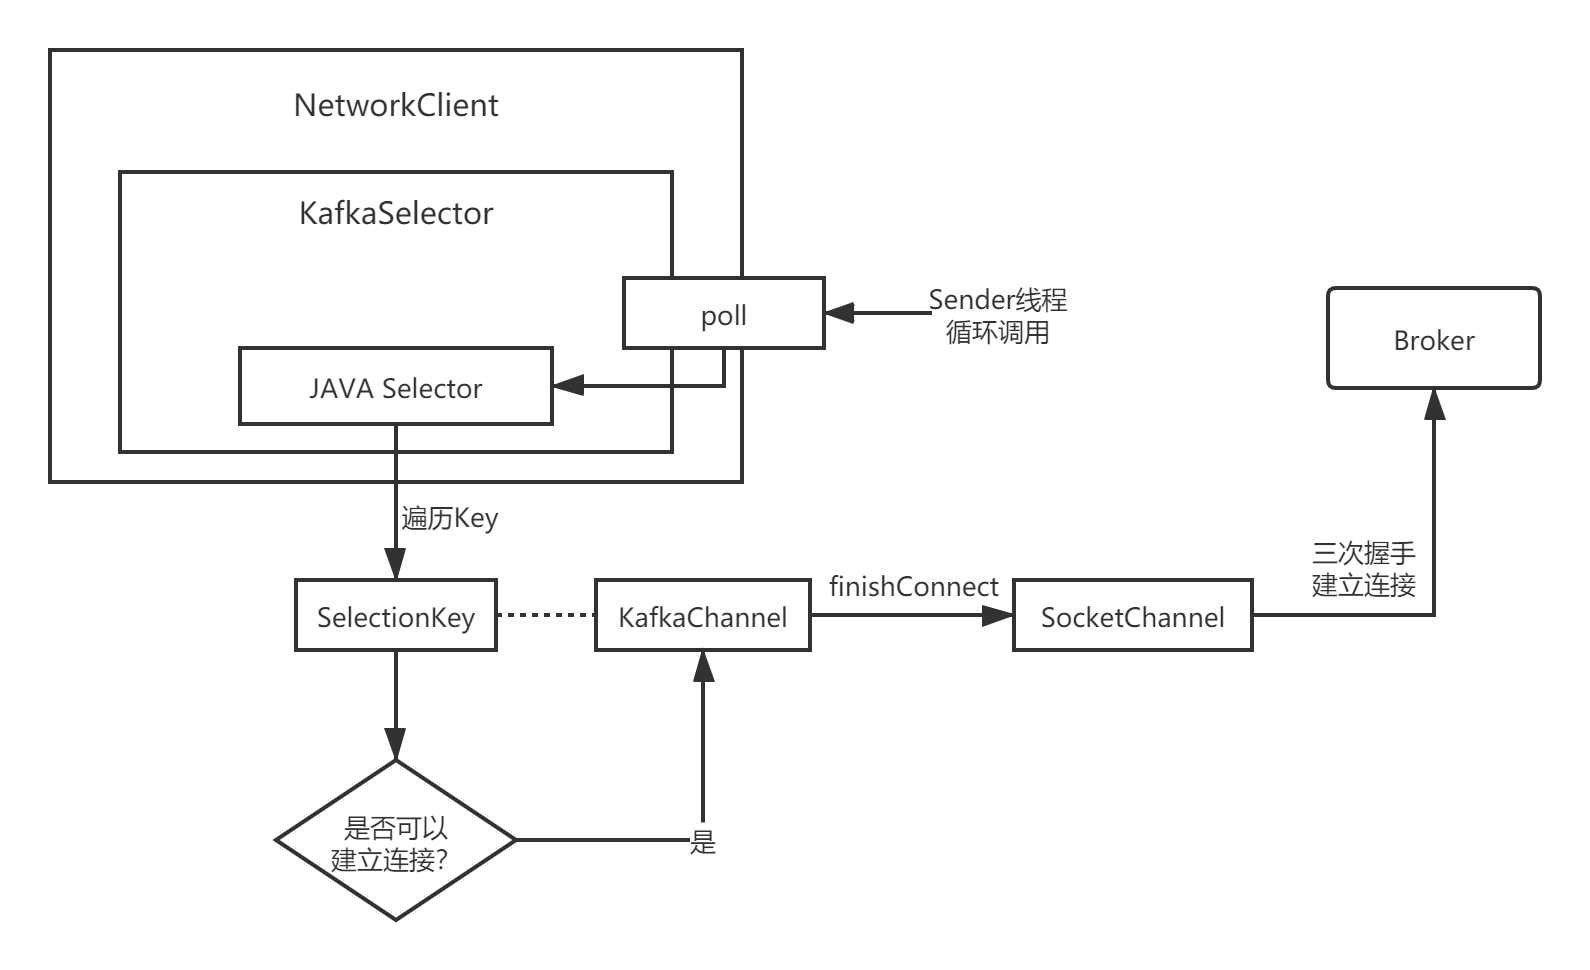 NetworkClient
KafkaSelector
poll
Sender线程
循环调用
JAVA Selector
Broker
遍历Key
三次握手
建立连接
SelectionKey
KafkaChannel
finishConnect
SocketChannel
是否可以
建立连接？
是